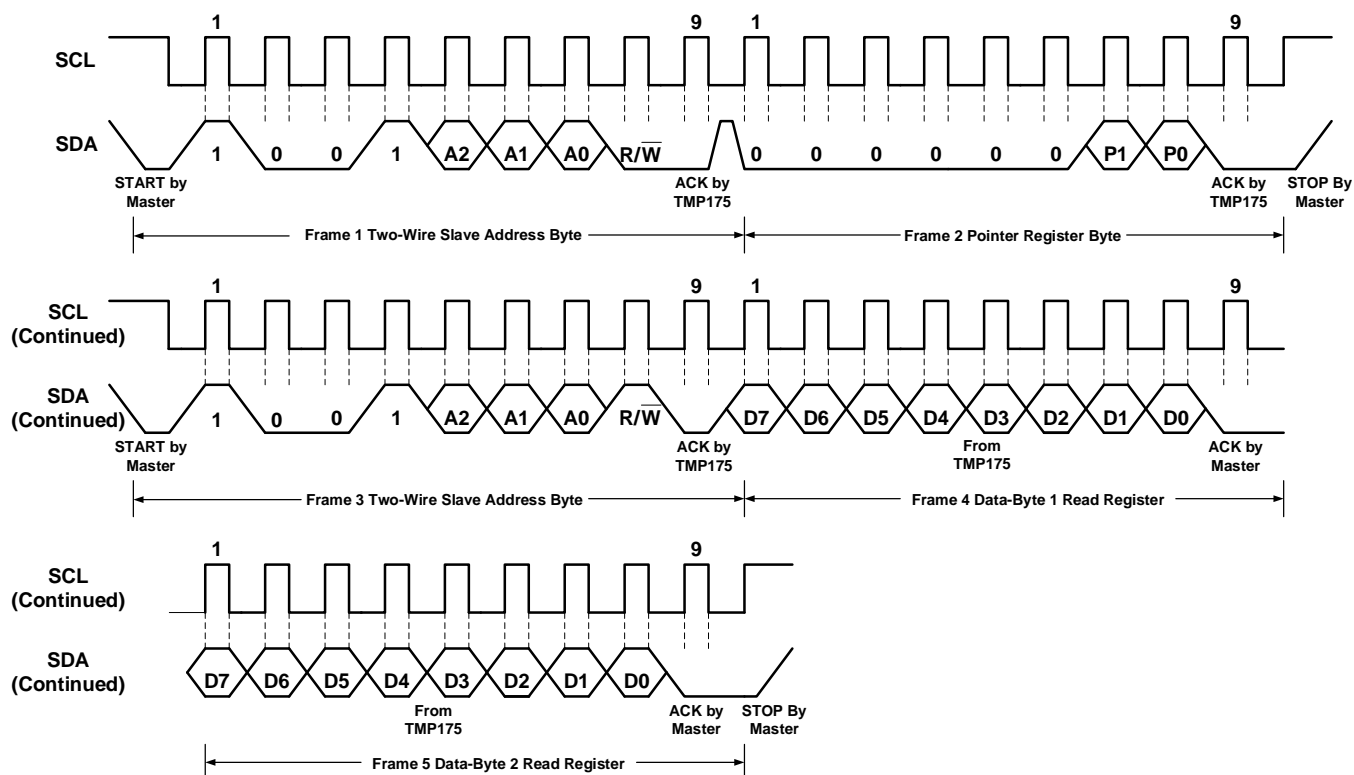 1 9 1 9
SCL
SDA
1 0 0 1 A2 A1 A0 R/W̅ 0 0 0 0 0 0 P1 P0
START by
Master
ACK by
TMP175
ACK by
TMP175
STOP By
Master
Frame 1 Two-Wire Slave Address Byte
Frame 2 Pointer Register Byte
1 9 1 9
SCL
(Continued)
SDA
(Continued)
1 0 0 1 A2 A1 A0 R/W̅ D7 D6 D5 D4 D3 D2 D1 D0
START by
Master
ACK by
TMP175
From
TMP175
ACK by
Master
Frame 3 Two-Wire Slave Address Byte
Frame 4 Data-Byte 1 Read Register
1 9
SCL
(Continued)
SDA
(Continued)
D7 D6 D5 D4 D3 D2 D1 D0
From
TMP175
ACK by
Master
STOP By
Master
Frame 5 Data-Byte 2 Read Register